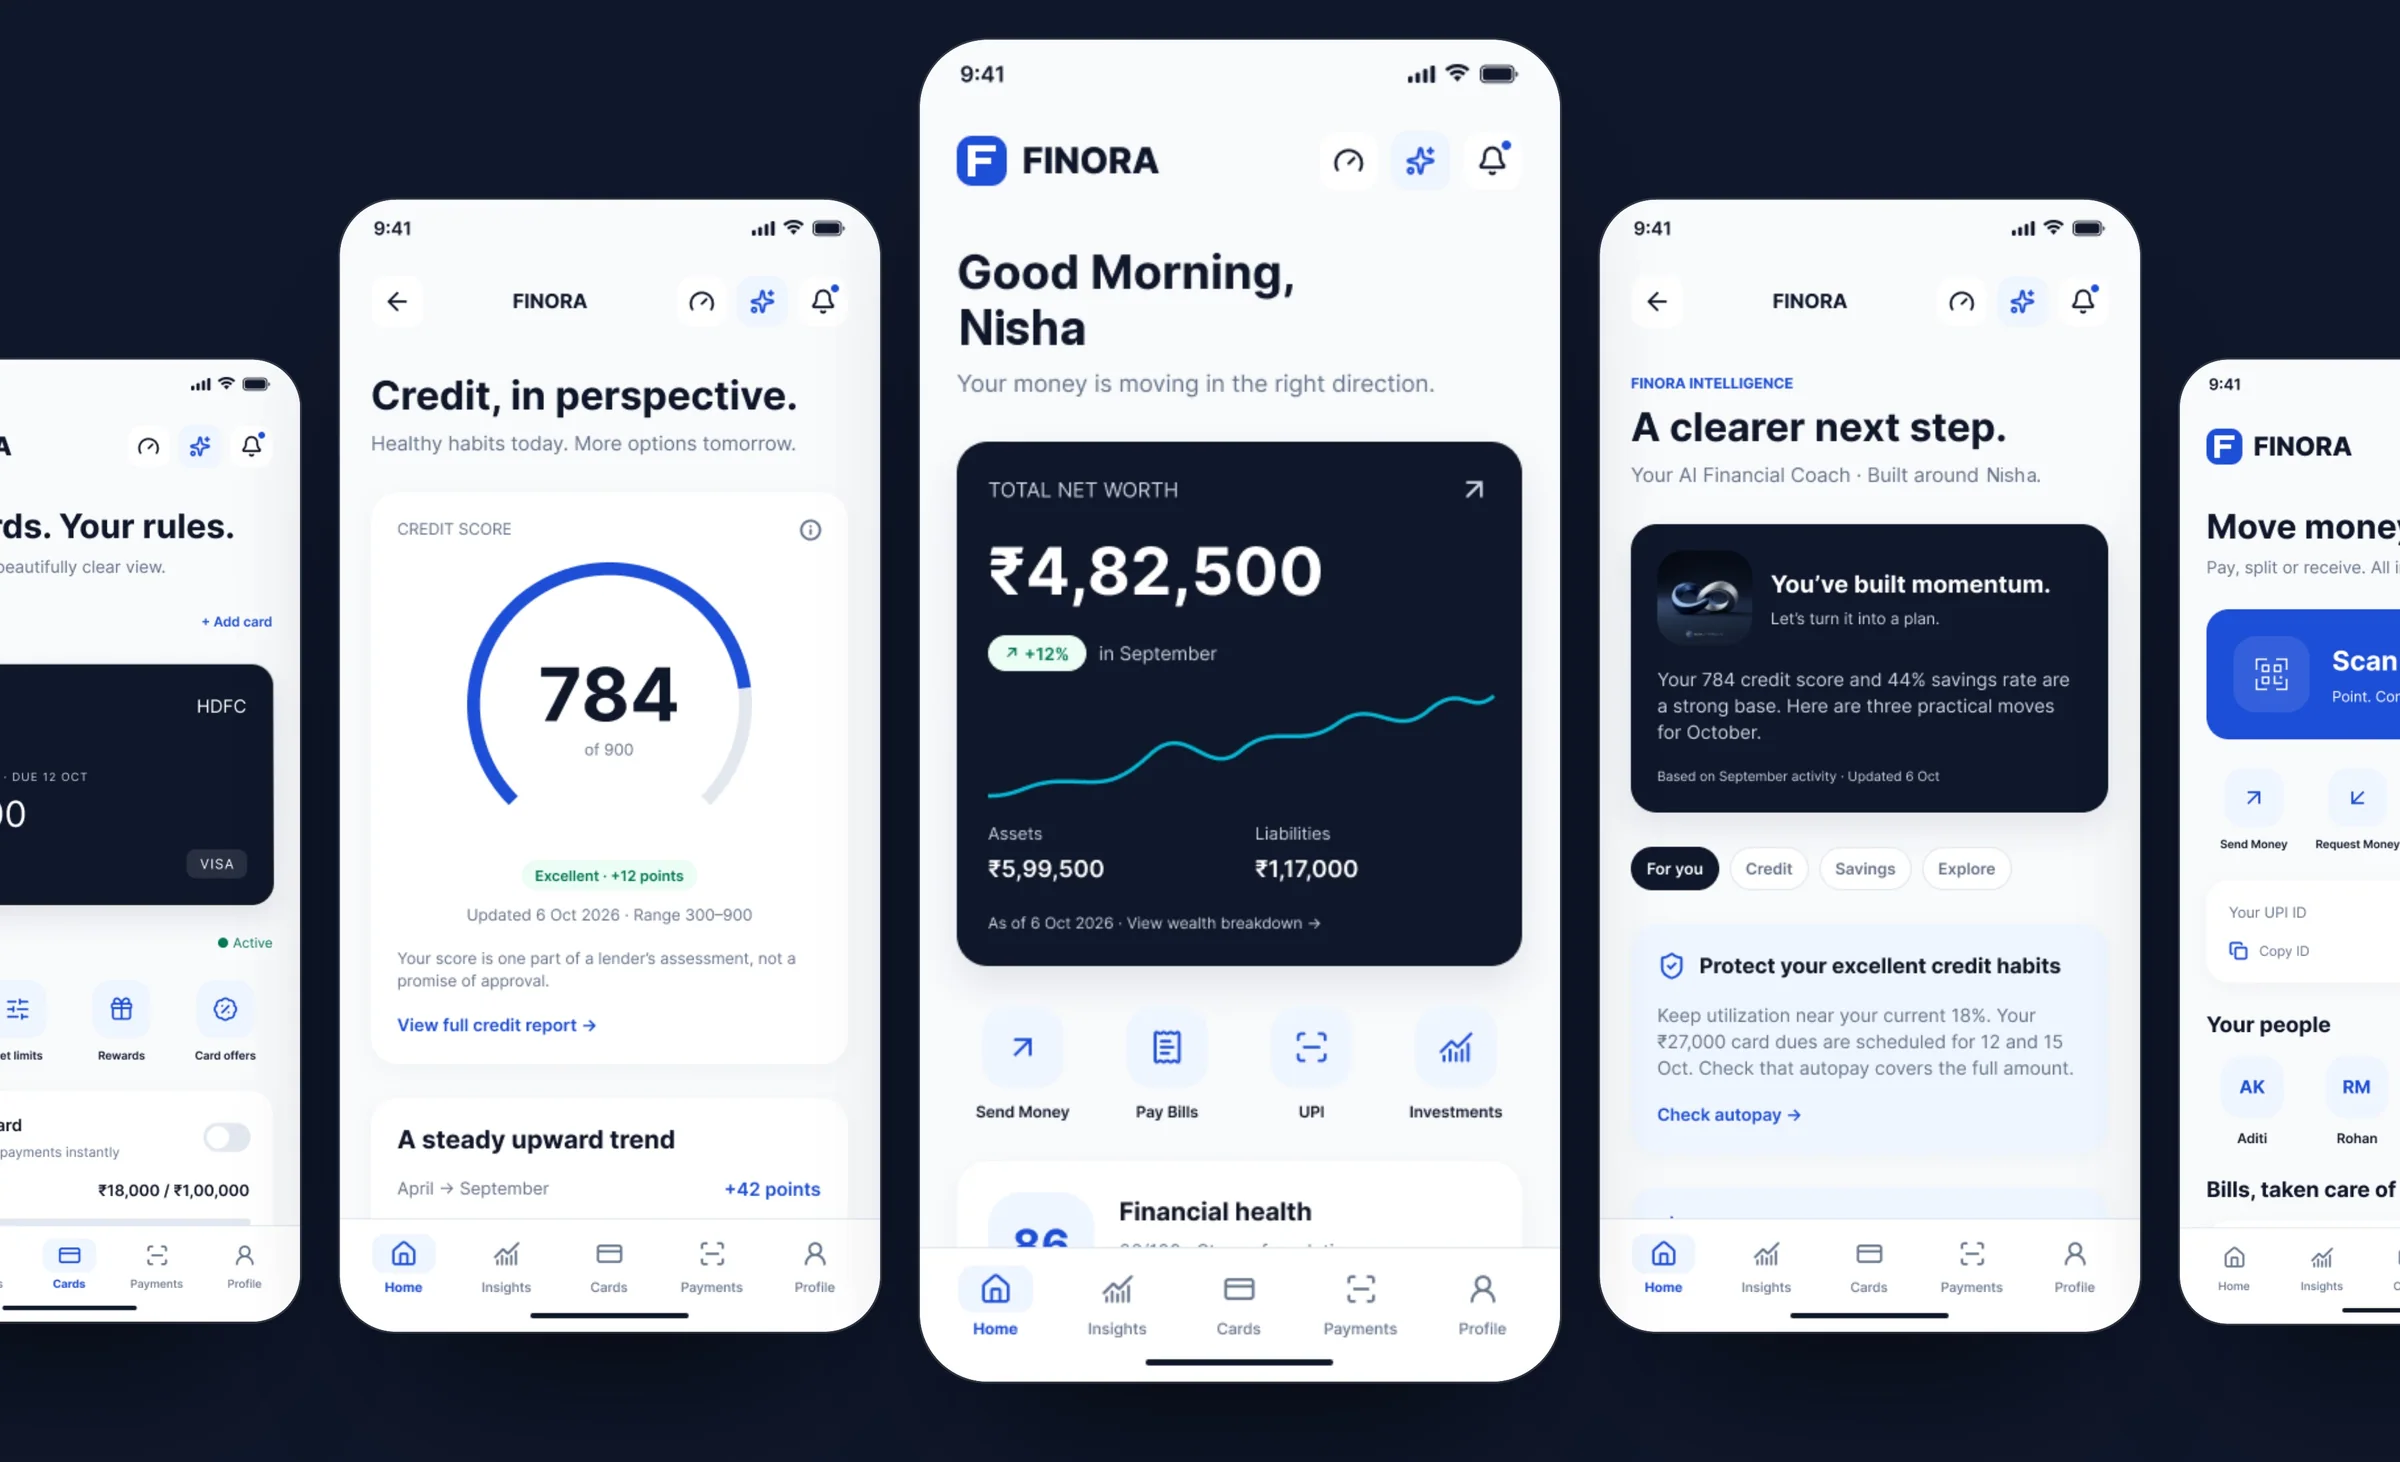 rds. Your rules.
beautifully clear view.
+ Add card
HDFC
· DUE 12 OCT
VISA
Active
et limits
Rewards
Card offers
ard
payments instantly
₹18,000 / ₹1,00,000
Cards
Payments
Profile
9:41
FINORA
Credit, in perspective.
Healthy habits today. More options tomorrow.
CREDIT SCORE
784
of 900
Excellent · +12 points
Updated 6 Oct 2026 · Range 300–900
Your score is one part of a lender's assessment, not a
promise of approval.
View full credit report →
A steady upward trend
April → September
+42 points
Home
Insights
Cards
Payments
Profile
9:41
F FINORA
Good Morning,
Nisha
Your money is moving in the right direction.
TOTAL NET WORTH
₹4,82,500
+12%
in September
Assets
Liabilities
₹5,99,500
₹1,17,000
As of 6 Oct 2026 · View wealth breakdown →
Send Money
Pay Bills
UPI
Investments
Financial health
86
Home
Insights
Cards
Payments
Profile
9:41
FINORA
FINORA INTELLIGENCE
A clearer next step.
Your AI Financial Coach · Built around Nisha.
You've built momentum.
Let's turn it into a plan.
Your 784 credit score and 44% savings rate are
a strong base. Here are three practical moves
for October.
Based on September activity · Updated 6 Oct
For you
Credit
Savings
Explore
Protect your excellent credit habits
Keep utilization near your current 18%. Your
₹27,000 card dues are scheduled for 12 and 15
Oct. Check that autopay covers the full amount.
Check autopay →
Home
Insights
Cards
Payments
Profile
9:41
F FINORA
Move money
Pay, split or receive. All i
Scan
Point. Con
Send Money
Request Money
Your UPI ID
Copy ID
Your people
AK
RM
Aditi
Rohan
Bills, taken care of
Home
Insights